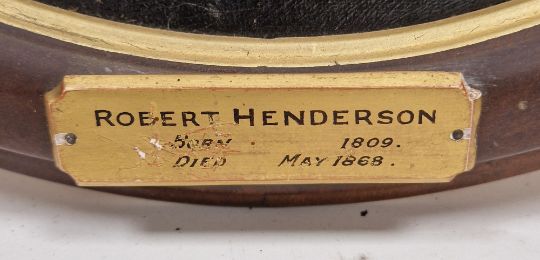 ROBERT HENDERSON
BORN 1809.
DIED MAY 1868.